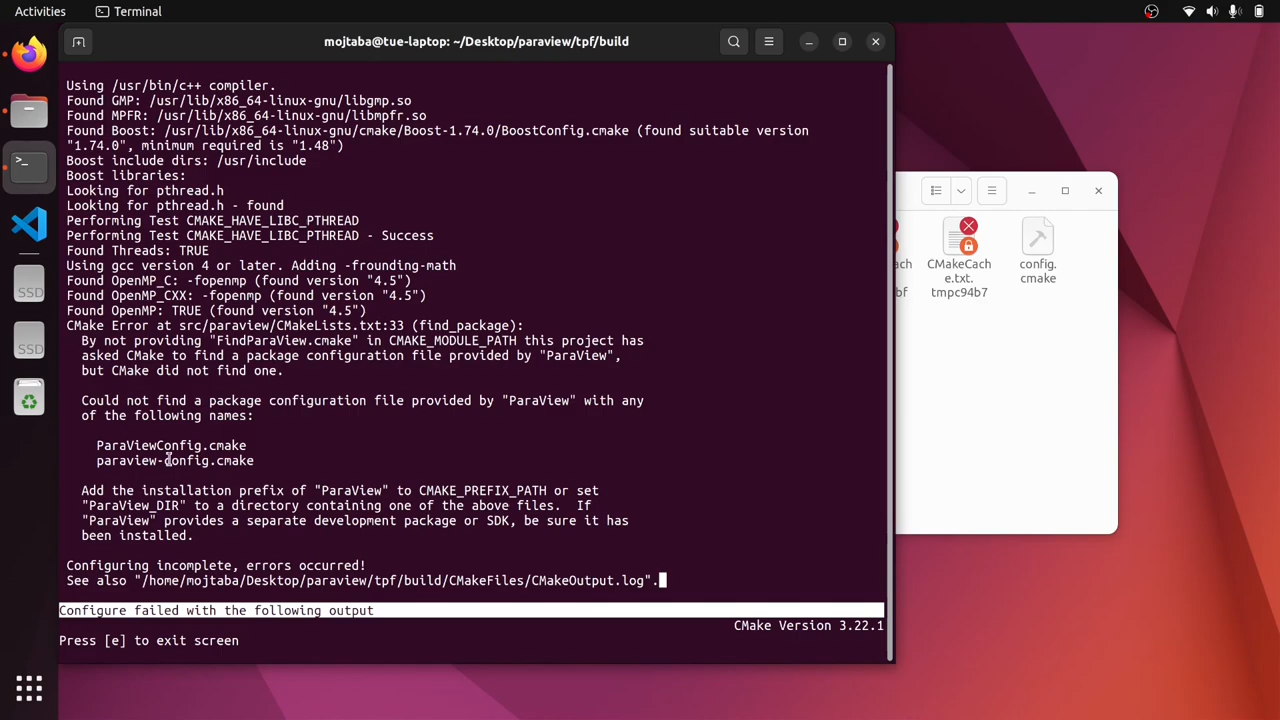 Activities
Terminal
mojtaba@tue-laptop: ~/Desktop/paraview/tpf/build
Using /usr/bin/c++ compiler.
Found GMP: /usr/lib/x86_64-linux-gnu/libgmp.so
Found MPFR: /usr/lib/x86_64-linux-gnu/libmpfr.so
Found Boost: /usr/lib/x86_64-linux-gnu/cmake/Boost-1.74.0/BoostConfig.cmake (found suitable version
"1.74.0", minimum required is "1.48")
Boost include dirs: /usr/include
Boost libraries:
Looking for pthread.h
Looking for pthread.h - found
Performing Test CMAKE_HAVE_LIBC_PTHREAD
Performing Test CMAKE_HAVE_LIBC_PTHREAD - Success
Found Threads: TRUE
Using gcc version 4 or later. Adding -frounding-math
Found OpenMP_C: -fopenmp (found version "4.5")
Found OpenMP_CXX: -fopenmp (found version "4.5")
Found OpenMP: TRUE (found version "4.5")
CMake Error at src/paraview/CMakeLists.txt:33 (find_package):
By not providing "FindParaView.cmake" in CMAKE_MODULE_PATH this project has
asked CMake to find a package configuration file provided by "ParaView",
but CMake did not find one.
Could not find a package configuration file provided by "ParaView" with any
of the following names:
ParaViewConfig.cmake
paraview-config.cmake
Add the installation prefix of "ParaView" to CMAKE_PREFIX_PATH or set
"ParaView_DIR" to a directory containing one of the above files.  If
"ParaView" provides a separate development package or SDK, be sure it has
been installed.
Configuring incomplete, errors occurred!
See also "/home/mojtaba/Desktop/paraview/tpf/build/CMakeFiles/CMakeOutput.log".
Configure failed with the following output
CMake Version 3.22.1
Press [e] to exit screen
ach
bf
CMakeCach
e.txt.
tmpc94b7
config.
cmake
SSD
SSD